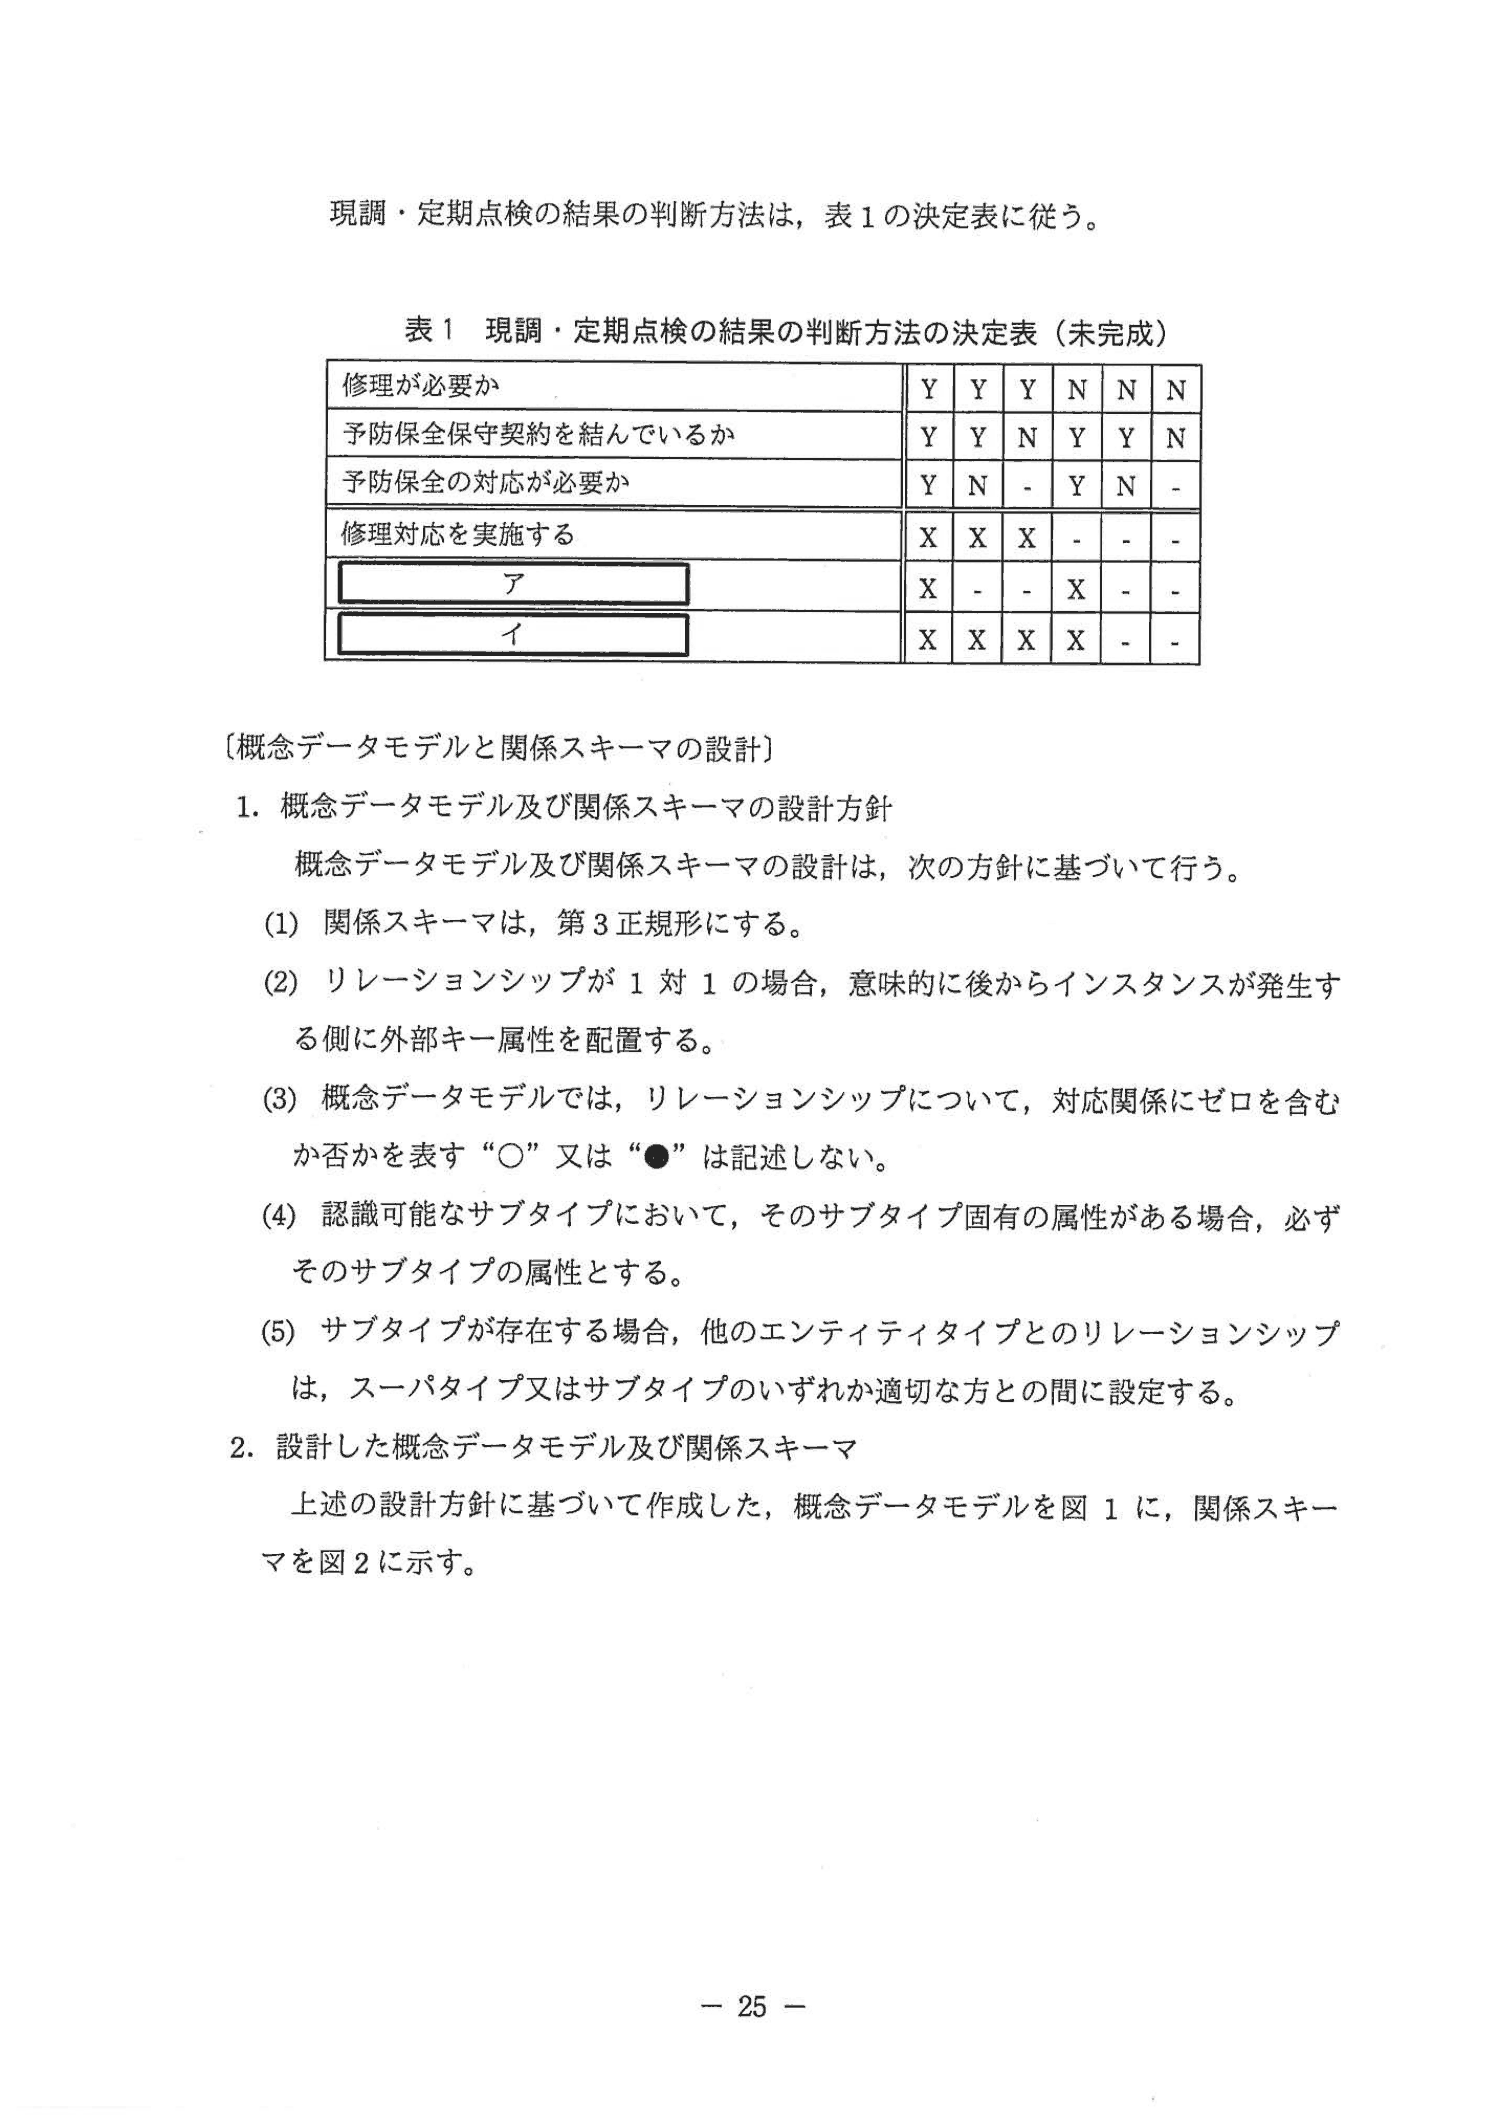 現調・定期点検の結果の判断方法は，表1の決定表に従う。
表1　現調・定期点検の結果の判断方法の決定表（未完成）
修理が必要か Y Y Y N N N
予防保全保守契約を結んでいるか Y Y N Y Y N
予防保全の対応が必要か Y N - Y N -
修理対応を実施する X X X - - -
ア X - - X - -
イ X X X X - -
〔概念データモデルと関係スキーマの設計〕
1. 概念データモデル及び関係スキーマの設計方針
概念データモデル及び関係スキーマの設計は，次の方針に基づいて行う。
(1) 関係スキーマは，第3正規形にする。
(2) リレーションシップが 1 対 1 の場合，意味的に後からインスタンスが発生す
る側に外部キー属性を配置する。
(3) 概念データモデルでは，リレーションシップについて，対応関係にゼロを含む
か否かを表す“○”又は“●”は記述しない。
(4) 認識可能なサブタイプにおいて，そのサブタイプ固有の属性がある場合，必ず
そのサブタイプの属性とする。
(5) サブタイプが存在する場合，他のエンティティタイプとのリレーションシップ
は，スーパタイプ又はサブタイプのいずれか適切な方との間に設定する。
2. 設計した概念データモデル及び関係スキーマ
上述の設計方針に基づいて作成した，概念データモデルを図 1 に，関係スキー
マを図2に示す。
－ 25 －